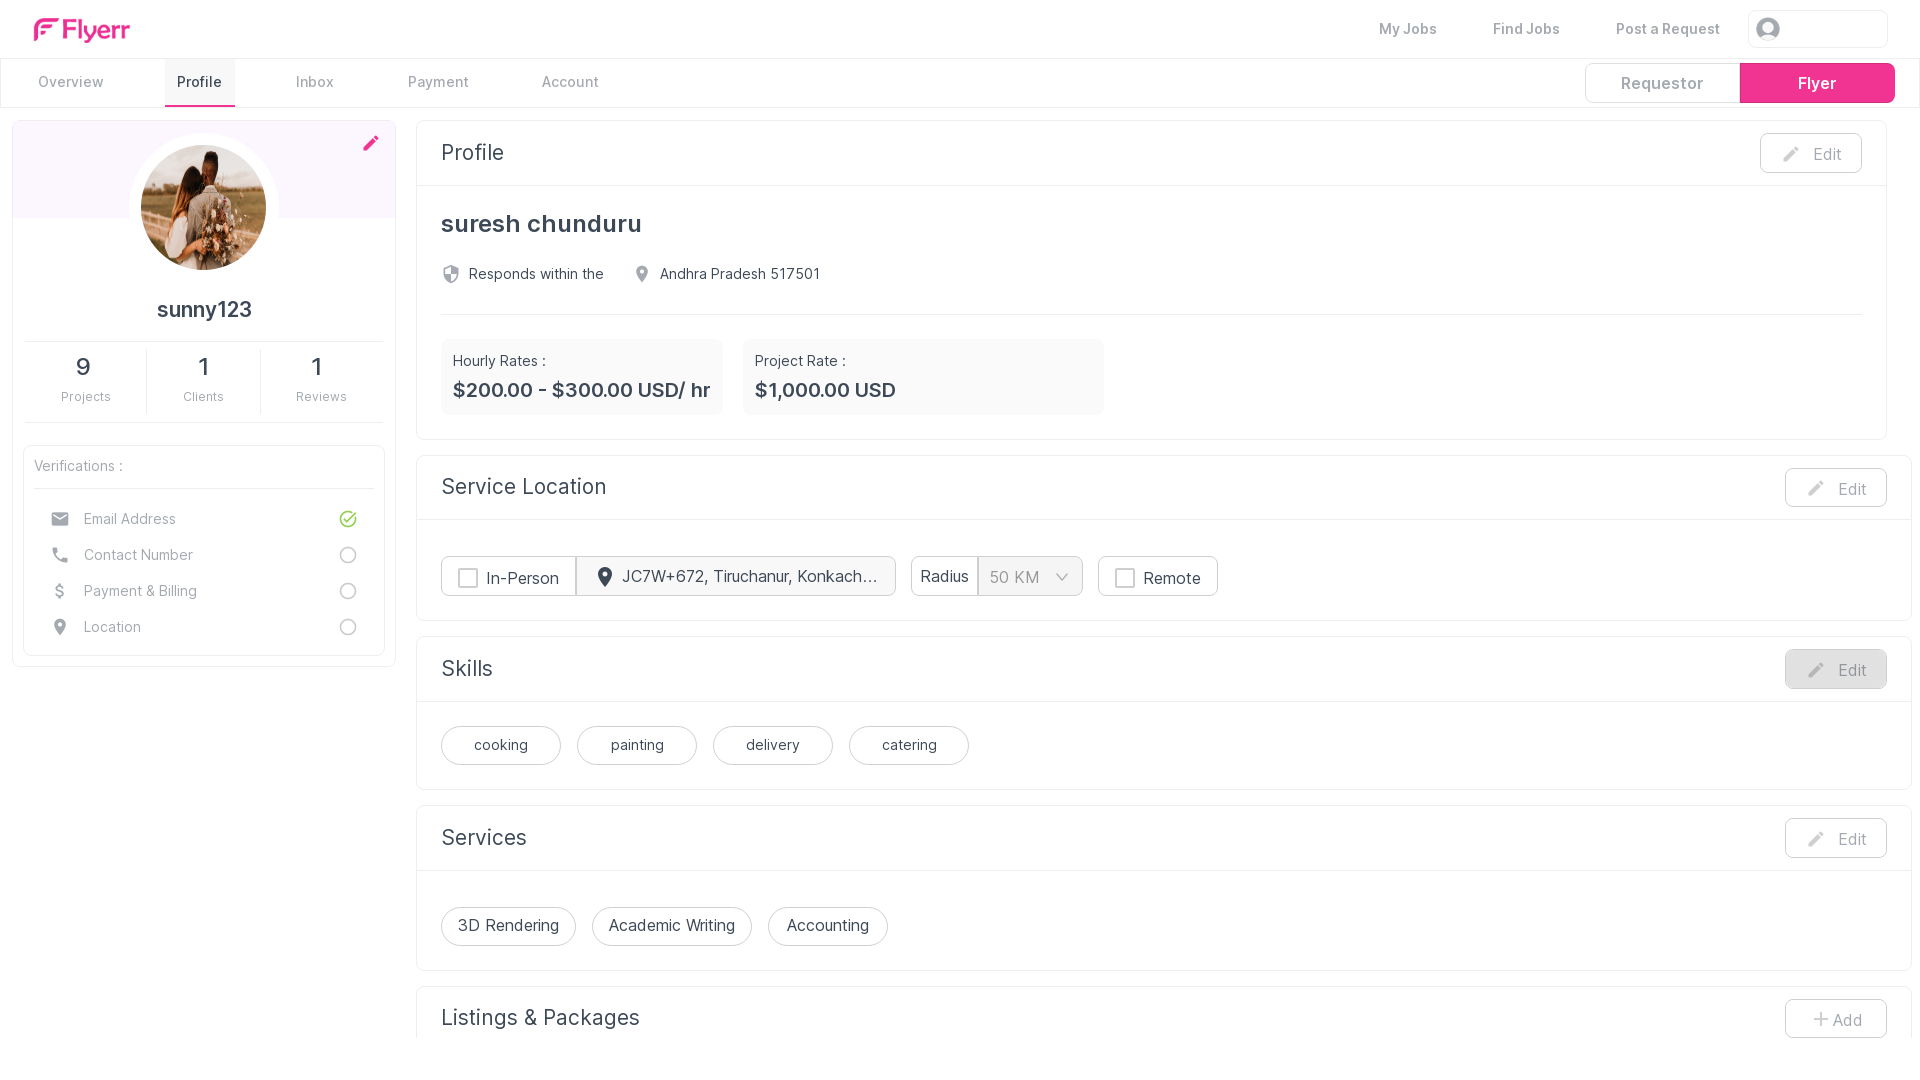 Flyerr
My Jobs
Find Jobs
Post a Request
Overview
Profile
Inbox
Payment
Account
Requestor
Flyer
sunny123
9
Projects
1
Clients
1
Reviews
Verifications :
Email Address
Contact Number
Payment & Billing
Location
Profile
Edit
suresh chunduru
Responds within the
Andhra Pradesh 517501
Hourly Rates :
$200.00 - $300.00 USD/ hr
Project Rate :
$1,000.00 USD
Service Location
Edit
In-Person
JC7W+672, Tiruchanur, Konkach...
Radius
50 KM
Remote
Skills
Edit
cooking
painting
delivery
catering
Services
Edit
3D Rendering
Academic Writing
Accounting
Listings & Packages
Add